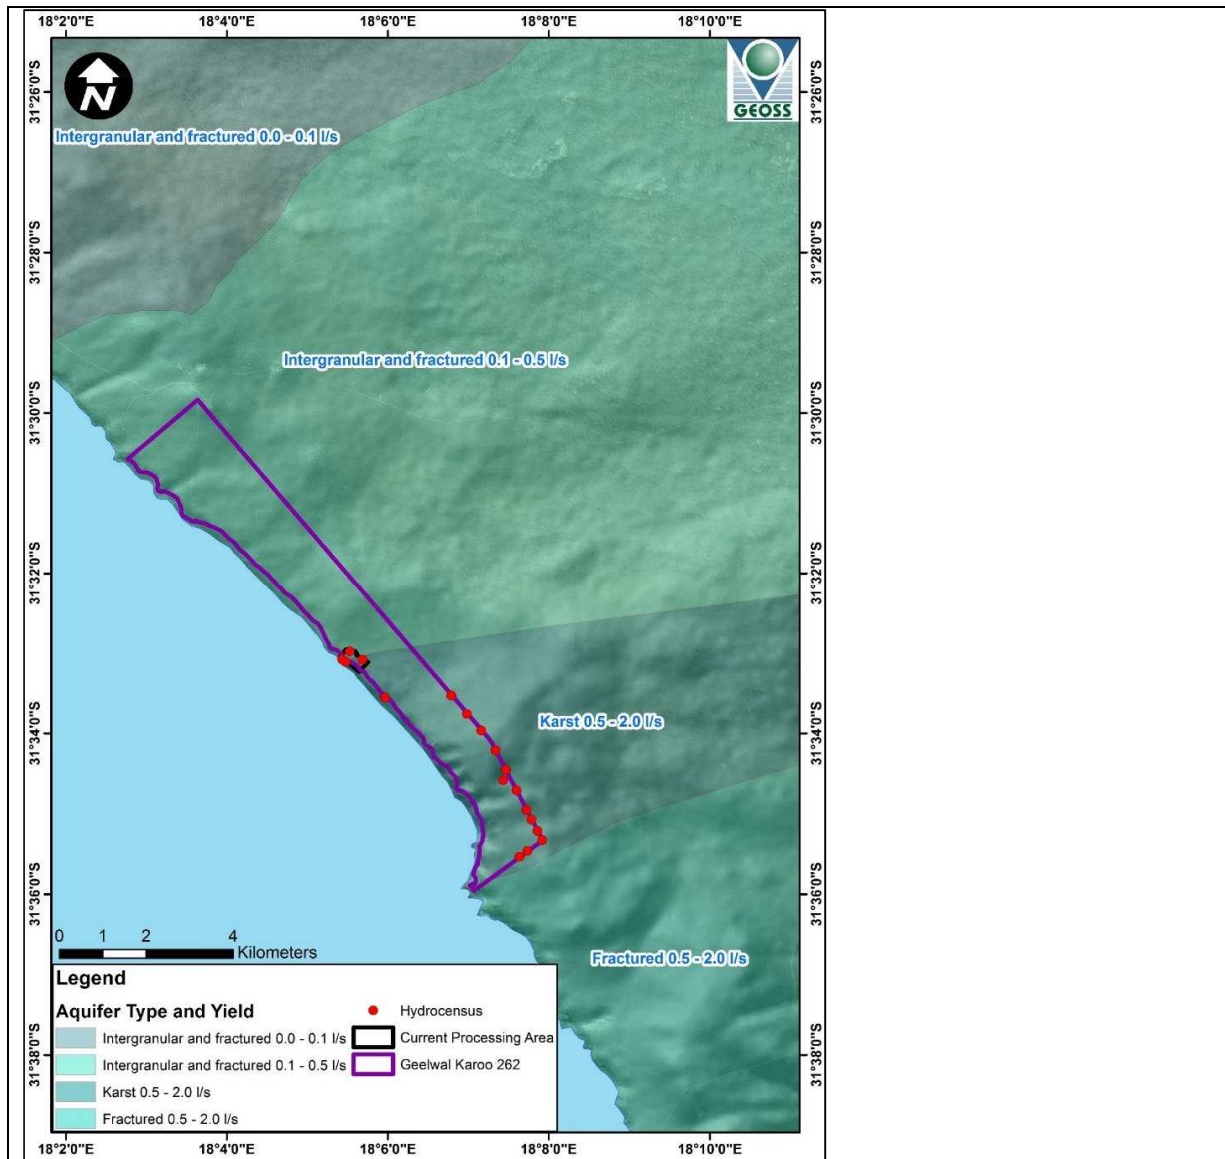 18°2'0"E 18°4'0"E 18°6'0"E 18°8'0"E 18°10'0"E
N
GEOSS
31°26'0"S 31°26'0"S
Intergranular and fractured 0.0 - 0.1 l/s
31°28'0"S 31°28'0"S
Intergranular and fractured 0.1 - 0.5 l/s
31°30'0"S 31°30'0"S
31°32'0"S 31°32'0"S
Karst 0.5 - 2.0 l/s
31°34'0"S 31°34'0"S
31°36'0"S 31°36'0"S
0 1 2 4
Kilometers
Fractured 0.5 - 2.0 l/s
Legend
Aquifer Type and Yield
Intergranular and fractured 0.0 - 0.1 l/s
Intergranular and fractured 0.1 - 0.5 l/s
Karst 0.5 - 2.0 l/s
Fractured 0.5 - 2.0 l/s
Hydrocensus
Current Processing Area
Geelwal Karoo 262
31°38'0"S 31°38'0"S
18°2'0"E 18°4'0"E 18°6'0"E 18°8'0"E 18°10'0"E